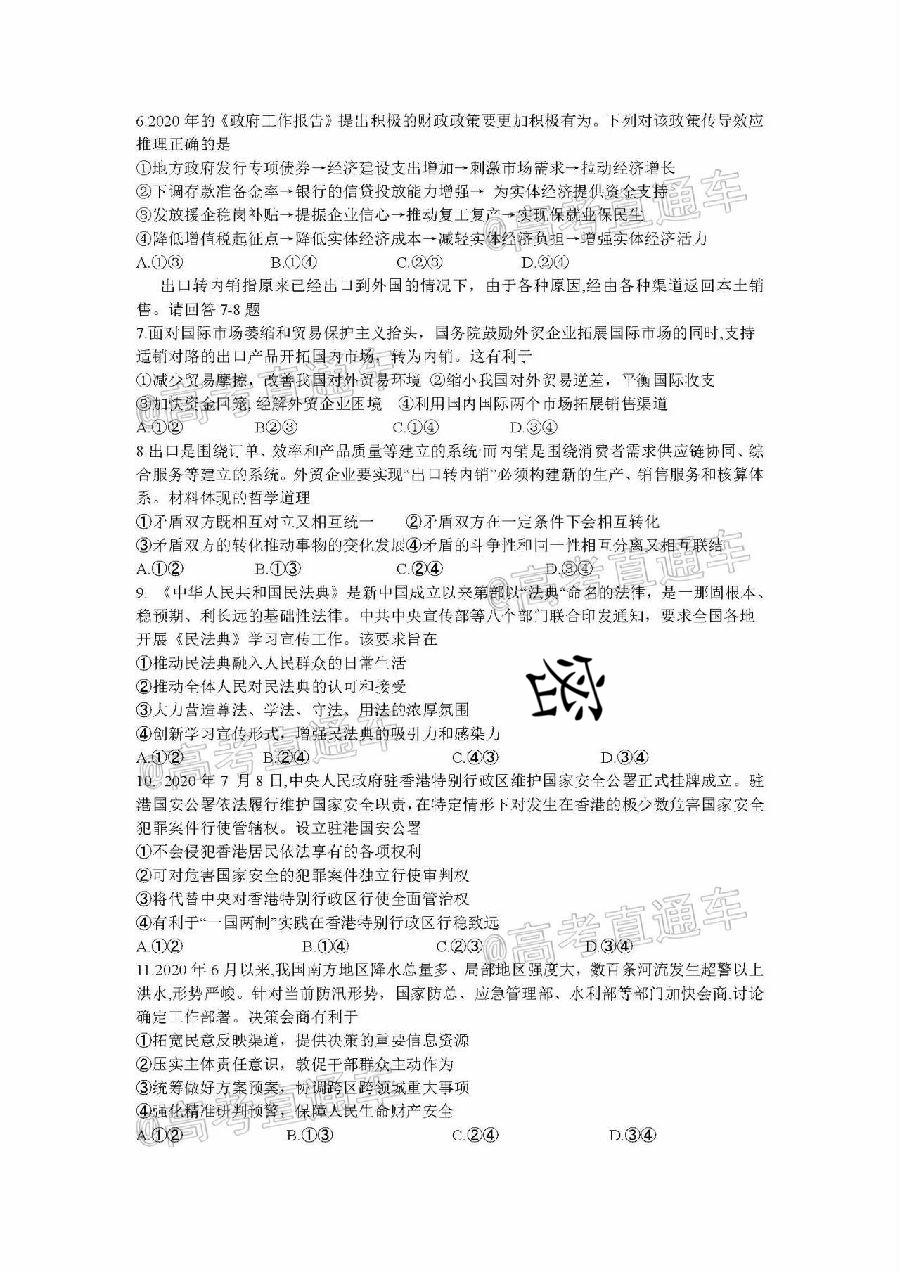 6.2020 年的《政府工作报告》提出积极的财政政策要更加积极有为。下列对该政策传导效应
推理正确的是
①地方政府发行专项债券→经济建设支出增加→刺激市场需求→拉动经济增长
②下调存款准备金率→银行的信贷投放能力增强→ 为实体经济提供资金支持
③发放援企稳岗补贴→提振企业信心→推动复工复产→实现保就业保民生
④降低增值税起征点→降低实体经济成本→减轻实体经济负担→增强实体经济活力
A.①③ B.①④ C.②③ D.②④
出口转内销指原来已经出口到外国的情况下，由于各种原因,经由各种渠道返回本土销
售。请回答 7-8 题
7.面对国际市场萎缩和贸易保护主义抬头，国务院鼓励外贸企业拓展国际市场的同时,支持
适销对路的出口产品开拓国内市场，转为内销。这有利于
①减少贸易摩擦，改善我国对外贸易环境 ②缩小我国对外贸易逆差，平衡国际收支
③加快资金回笼, 经解外贸企业困境 ④利用国内国际两个市场拓展销售渠道
A.①② B②③ C.①④ D.③④
8 出口是围绕订单、效率和产品质量等建立的系统·而内销是围绕消费者需求供应链协同、综
合服务等建立的系统。外贸企业要实现“出口转内销”必须构建新的生产、销售服务和核算体
系。材料体现的哲学道理
①矛盾双方既相互对立又相互统一 ②矛盾双方在一定条件下会相互转化
③矛盾双方的转化推动事物的变化发展④矛盾的斗争性和同一性相互分离又相互联结
A.①② B.①③ C.②④ D.③④
9. 《中华人民共和国民法典》是新中国成立以来第部以“法典“命名的法律，是一那固根本、
稳预期、利长远的基础性法律。中共中央宣传部等八个部门联合印发通知，要求全国各地
开展《民法典》学习宣传工作。该要求旨在
①推动民法典融入人民群众的日常生活
②推动全体人民对民法典的认可和接受
③大力营造尊法、学法、守法、用法的浓厚氛围
④创新学习宣传形式，增强民法典的吸引力和感染力
A.①② B.②④ C.④③ D.③④
密
10. 2020 年 7 月 8 日,中央人民政府驻香港特别行政区维护国家安全公署正式挂牌成立。驻
港国安公署依法履行维护国家安全职责,在特定情形下对发生在香港的极少数危害国家安全
犯罪案件行使管辖权。设立驻港国安公署
①不会侵犯香港居民依法享有的各项权利
②可对危害国家安全的犯罪案件独立行使审判权
③将代替中央对香港特别行政区行使全面管治权
④有利于“一国两制”实践在香港特别行政区行稳致远
A.①② B.①④ C.②③ D.③④
11.2020 年 6 月以来,我国南方地区降水总量多、局部地区强度大，数百条河流发生超警以上
洪水,形势严峻。针对当前防汛形势，国家防总、应急管理部、水利部等部门加快会商,讨论
确定工作部署。决策会商有利于
①拓宽民意反映渠道，提供决策的重要信息资源
②压实主体责任意识，敦促干部群众主动作为
③统筹做好方案预案，协调跨区跨领域重大事项
④强化精准研判预警，保障人民生命财产安全
A.①② B.①③ C.②④ D.③④
@高考直通车
@高考直通车
@高考直通车
@高考直通车
@高考直通车
@高考直通车